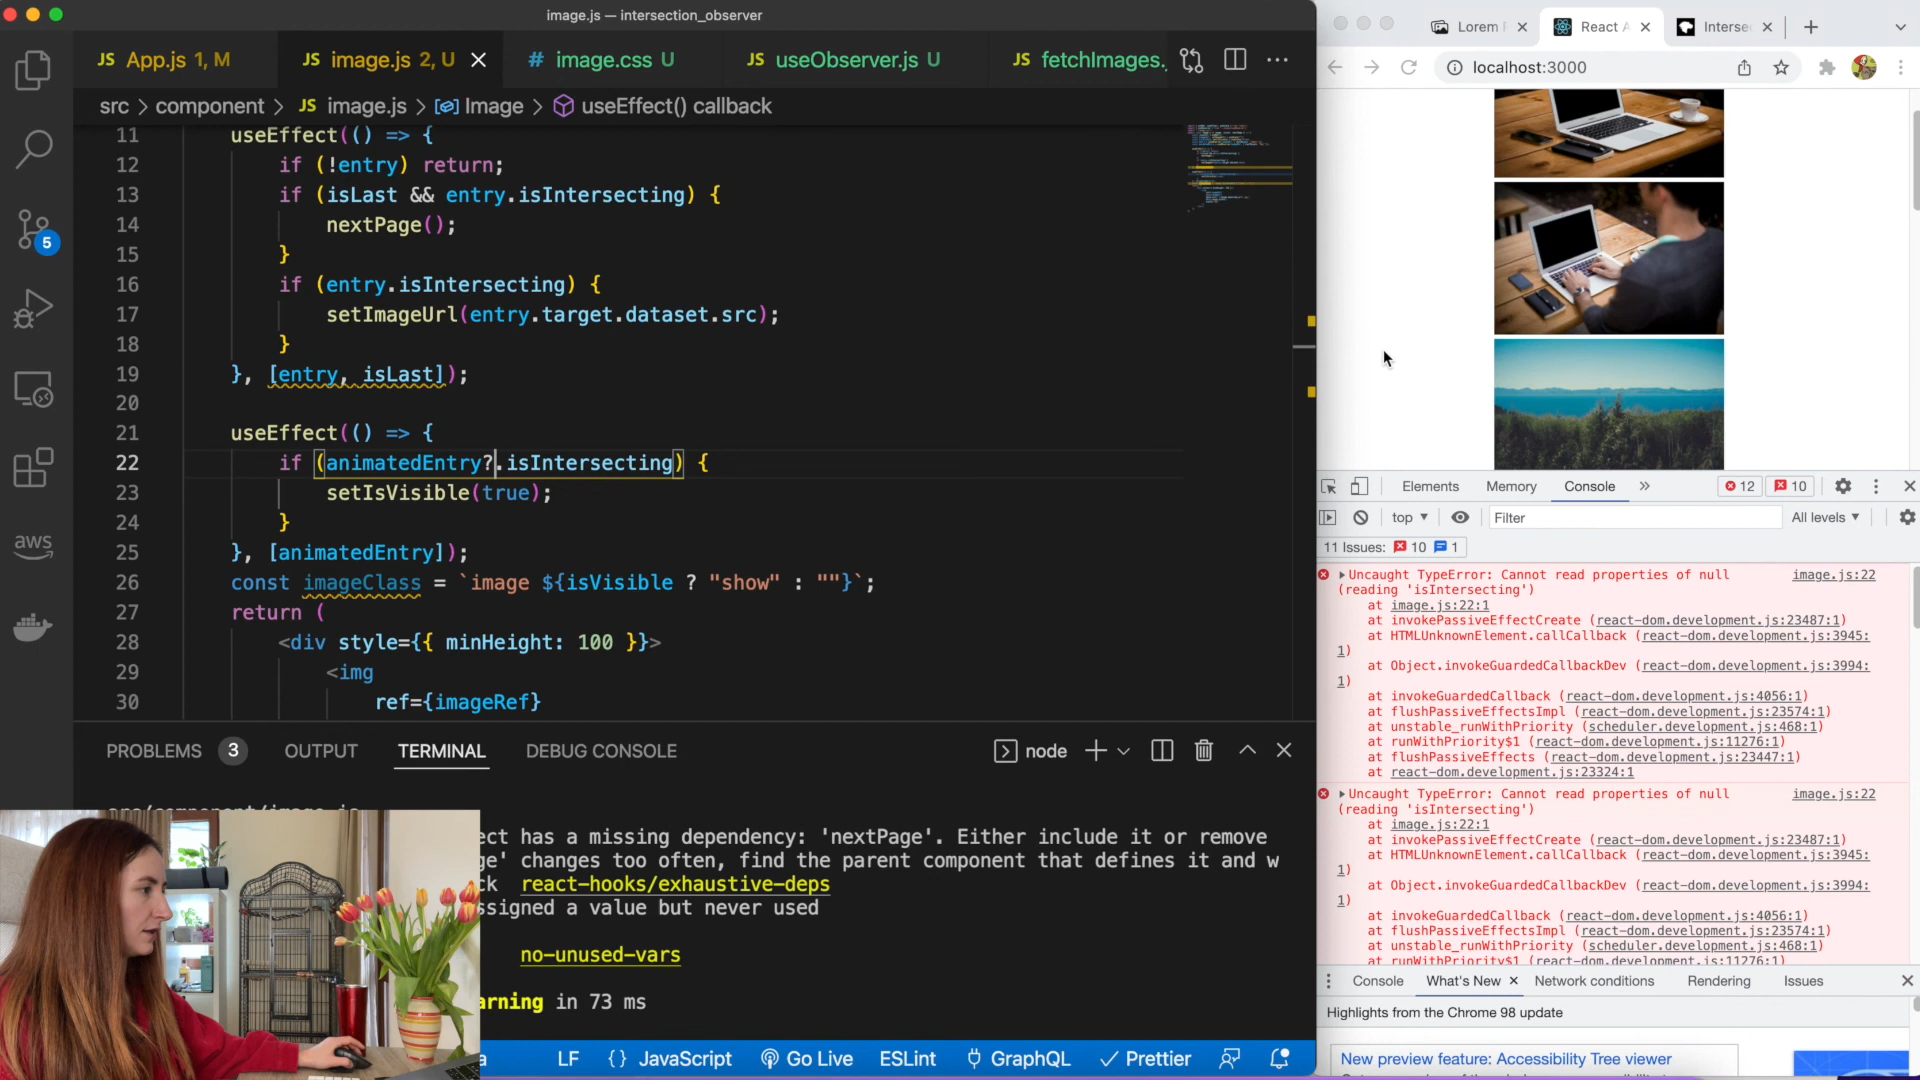 image.js — intersection_observer
JS App.js 1, M
JS image.js 2, U
# image.css U
JS useObserver.js U
JS fetchImages.
src > component > JS image.js > Image > useEffect() callback
11 useEffect(() => {
12 if (!entry) return;
13 if (isLast && entry.isIntersecting) {
14 nextPage();
15 }
16 if (entry.isIntersecting) {
17 setImageUrl(entry.target.dataset.src);
18 }
19 }, [entry, isLast]);
20
21 useEffect(() => {
22 if (animatedEntry?.isIntersecting) {
23 setIsVisible(true);
24 }
25 }, [animatedEntry]);
26 const imageClass = `image ${isVisible ? "show" : ""}`;
27 return (
28 <div style={{ minHeight: 100 }}>
29 <img
30 ref={imageRef}
5
aws
PROBLEMS 3 OUTPUT TERMINAL DEBUG CONSOLE
node
src/component/image.js
ect has a missing dependency: 'nextPage'. Either include it or remove
ge' changes too often, find the parent component that defines it and w
ck react-hooks/exhaustive-deps
ssigned a value but never used
no-unused-vars
arning in 73 ms
LF {} JavaScript Go Live ESLint GraphQL Prettier
Lorem
React A
Interse
localhost:3000
Elements Memory Console 12 10
top Filter All levels
11 Issues: 10 1
Uncaught TypeError: Cannot read properties of null image.js:22
(reading 'isIntersecting')
at image.js:22:1
at invokePassiveEffectCreate (react-dom.development.js:23487:1)
at HTMLUnknownElement.callCallback (react-dom.development.js:3945:
1)
at Object.invokeGuardedCallbackDev (react-dom.development.js:3994:
1)
at invokeGuardedCallback (react-dom.development.js:4056:1)
at flushPassiveEffectsImpl (react-dom.development.js:23574:1)
at unstable_runWithPriority (scheduler.development.js:468:1)
at runWithPriority$1 (react-dom.development.js:11276:1)
at flushPassiveEffects (react-dom.development.js:23447:1)
at react-dom.development.js:23324:1
Uncaught TypeError: Cannot read properties of null image.js:22
(reading 'isIntersecting')
at image.js:22:1
at invokePassiveEffectCreate (react-dom.development.js:23487:1)
at HTMLUnknownElement.callCallback (react-dom.development.js:3945:
1)
at Object.invokeGuardedCallbackDev (react-dom.development.js:3994:
1)
at invokeGuardedCallback (react-dom.development.js:4056:1)
at flushPassiveEffectsImpl (react-dom.development.js:23574:1)
at unstable_runWithPriority (scheduler.development.js:468:1)
at runWithPriority$1 (react-dom.development.js:11276:1)
Console What's New Network conditions Rendering Issues
Highlights from the Chrome 98 update
New preview feature: Accessibility Tree viewer